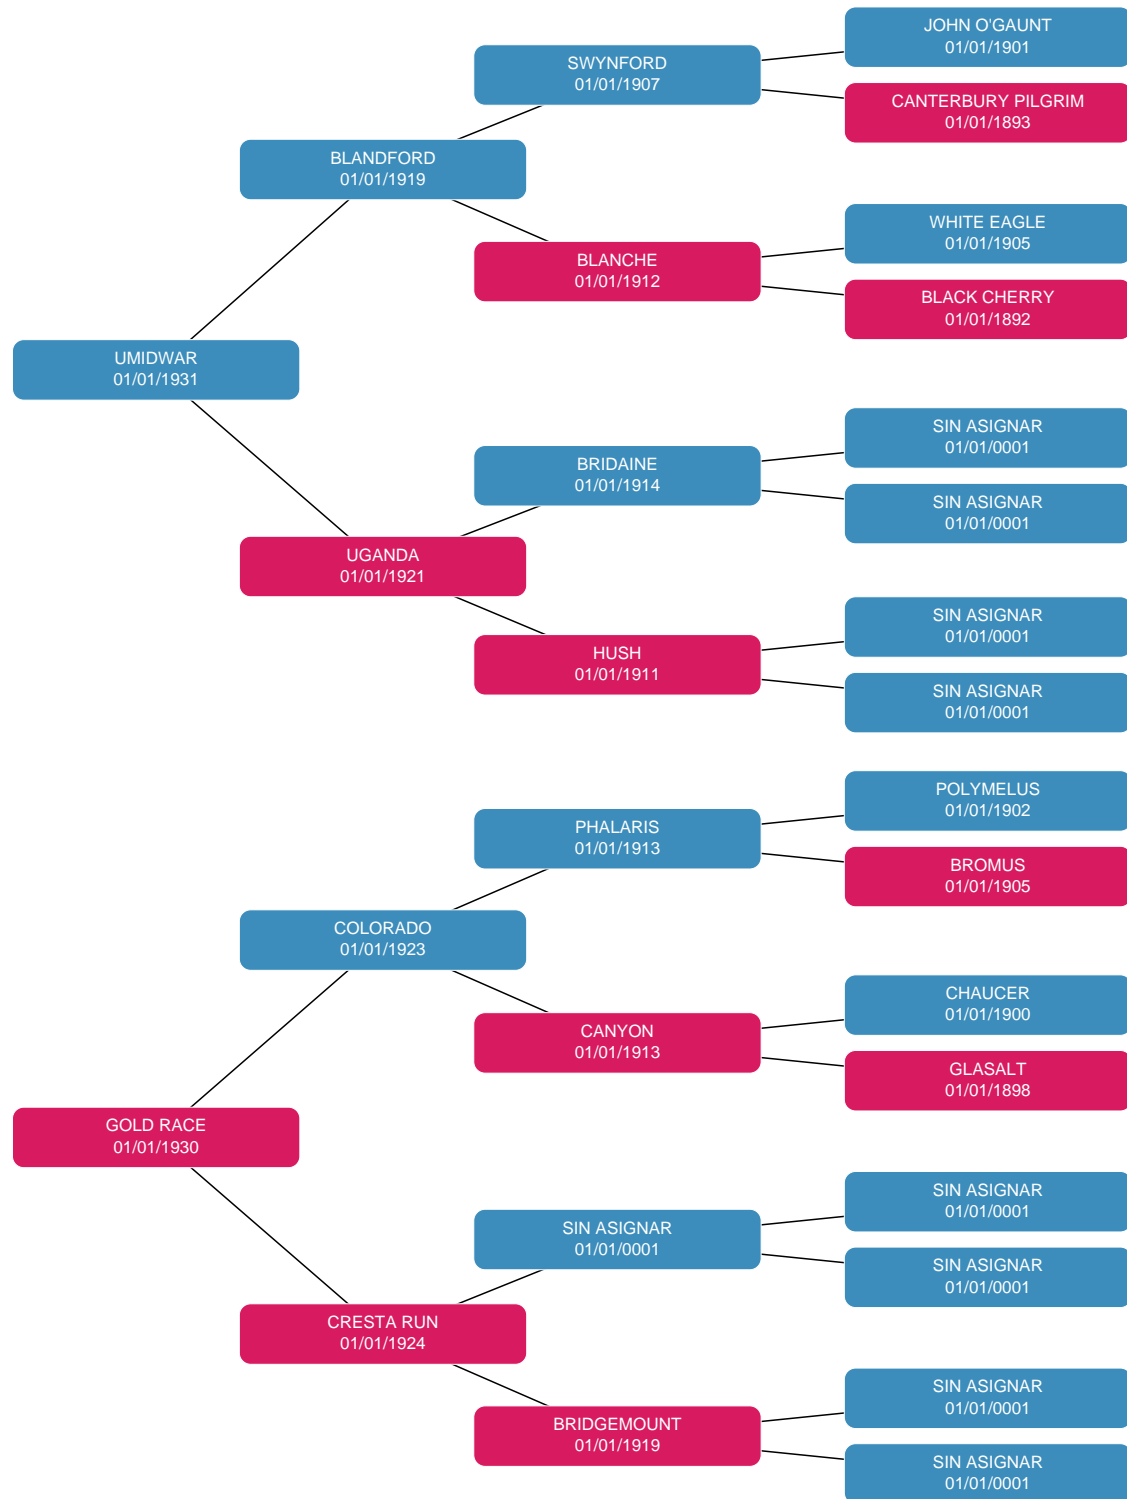 JOHN O'GAUNT
01/01/1901
SWYNFORD
01/01/1907
CANTERBURY PILGRIM
01/01/1893
BLANDFORD
01/01/1919
WHITE EAGLE
01/01/1905
BLANCHE
01/01/1912
BLACK CHERRY
01/01/1892
UMIDWAR
01/01/1931
SIN ASIGNAR
01/01/0001
BRIDAINE
01/01/1914
SIN ASIGNAR
01/01/0001
UGANDA
01/01/1921
SIN ASIGNAR
01/01/0001
HUSH
01/01/1911
SIN ASIGNAR
01/01/0001
POLYMELUS
01/01/1902
PHALARIS
01/01/1913
BROMUS
01/01/1905
COLORADO
01/01/1923
CHAUCER
01/01/1900
CANYON
01/01/1913
GLASALT
01/01/1898
GOLD RACE
01/01/1930
SIN ASIGNAR
01/01/0001
SIN ASIGNAR
01/01/0001
SIN ASIGNAR
01/01/0001
CRESTA RUN
01/01/1924
SIN ASIGNAR
01/01/0001
BRIDGEMOUNT
01/01/1919
SIN ASIGNAR
01/01/0001